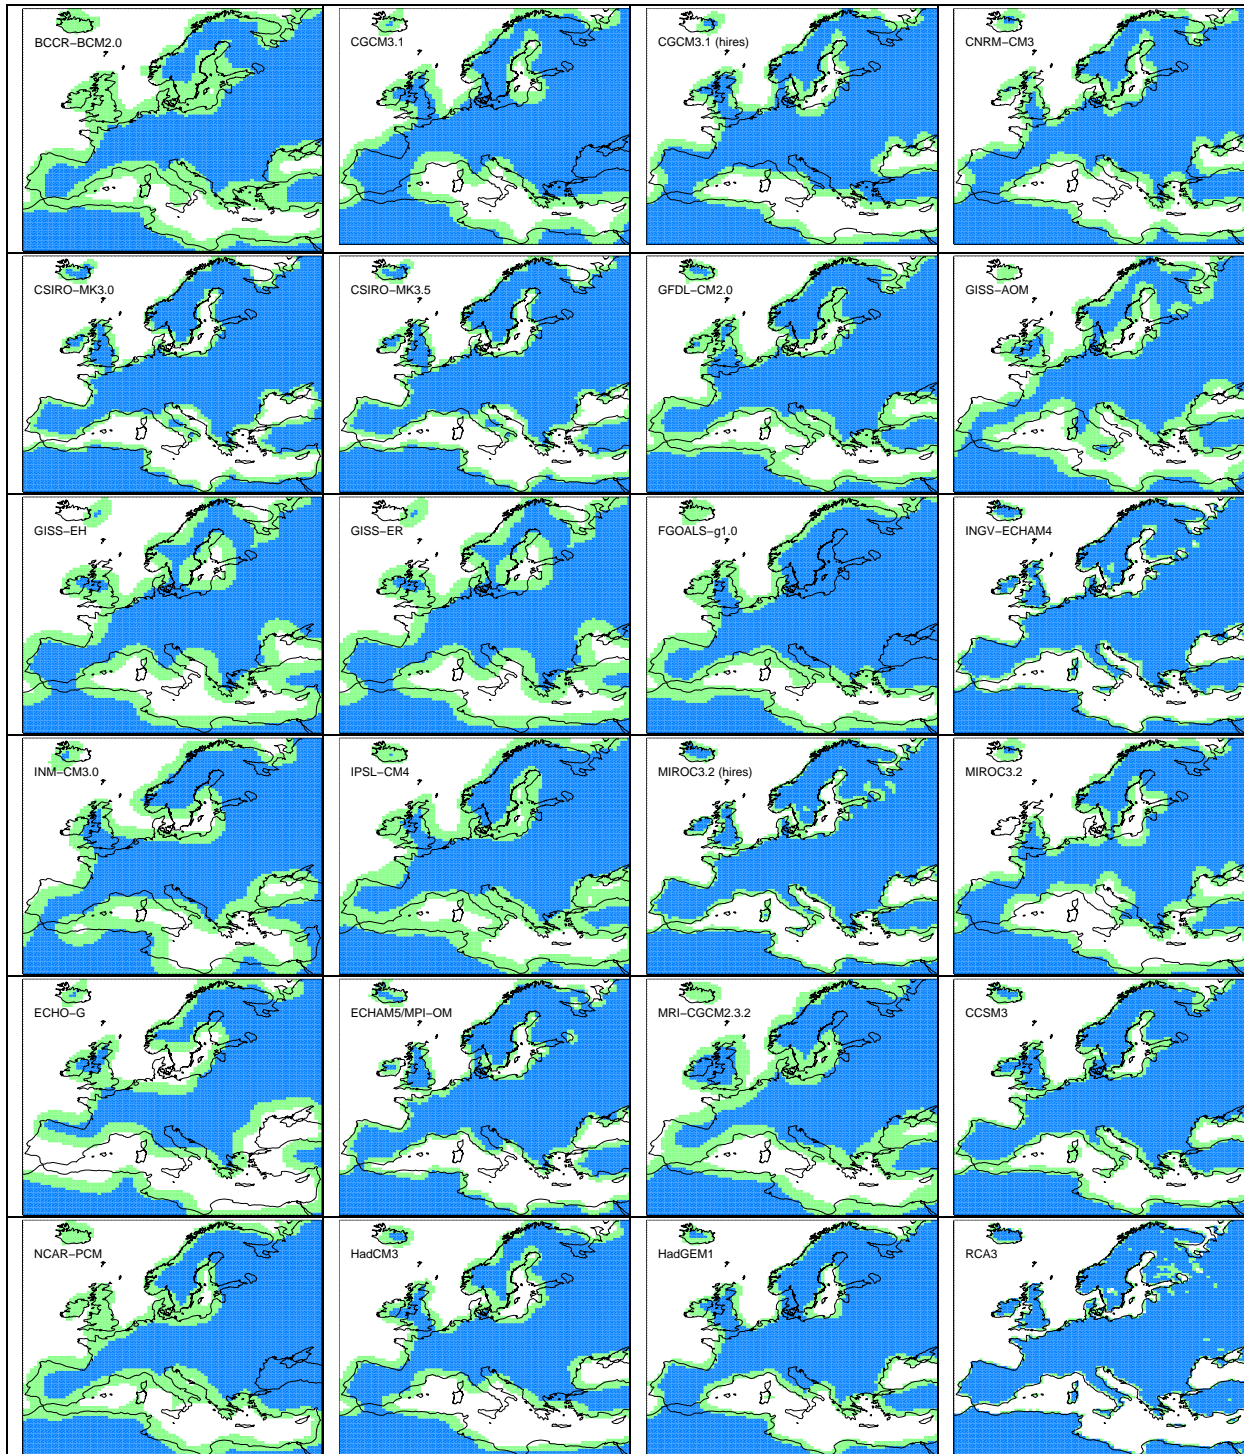 BCCR−BCM2.0
CGCM3.1
CGCM3.1 (hires)
CNRM−CM3
CSIRO−MK3.0
CSIRO−MK3.5
GFDL−CM2.0
GISS−AOM
GISS−EH
GISS−ER
FGOALS−g1.0
INGV−ECHAM4
INM−CM3.0
IPSL−CM4
MIROC3.2 (hires)
MIROC3.2
ECHO−G
ECHAM5/MPI−OM
MRI−CGCM2.3.2
CCSM3
NCAR−PCM
HadCM3
HadGEM1
RCA3